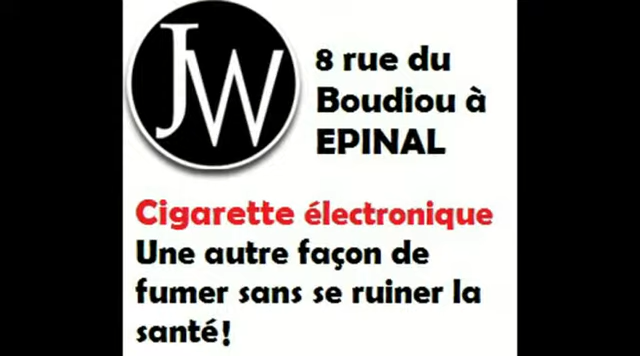 JW
8 rue du
Boudiou à
EPINAL
Cigarette électronique
Une autre façon de
fumer sans se ruiner la
santé!